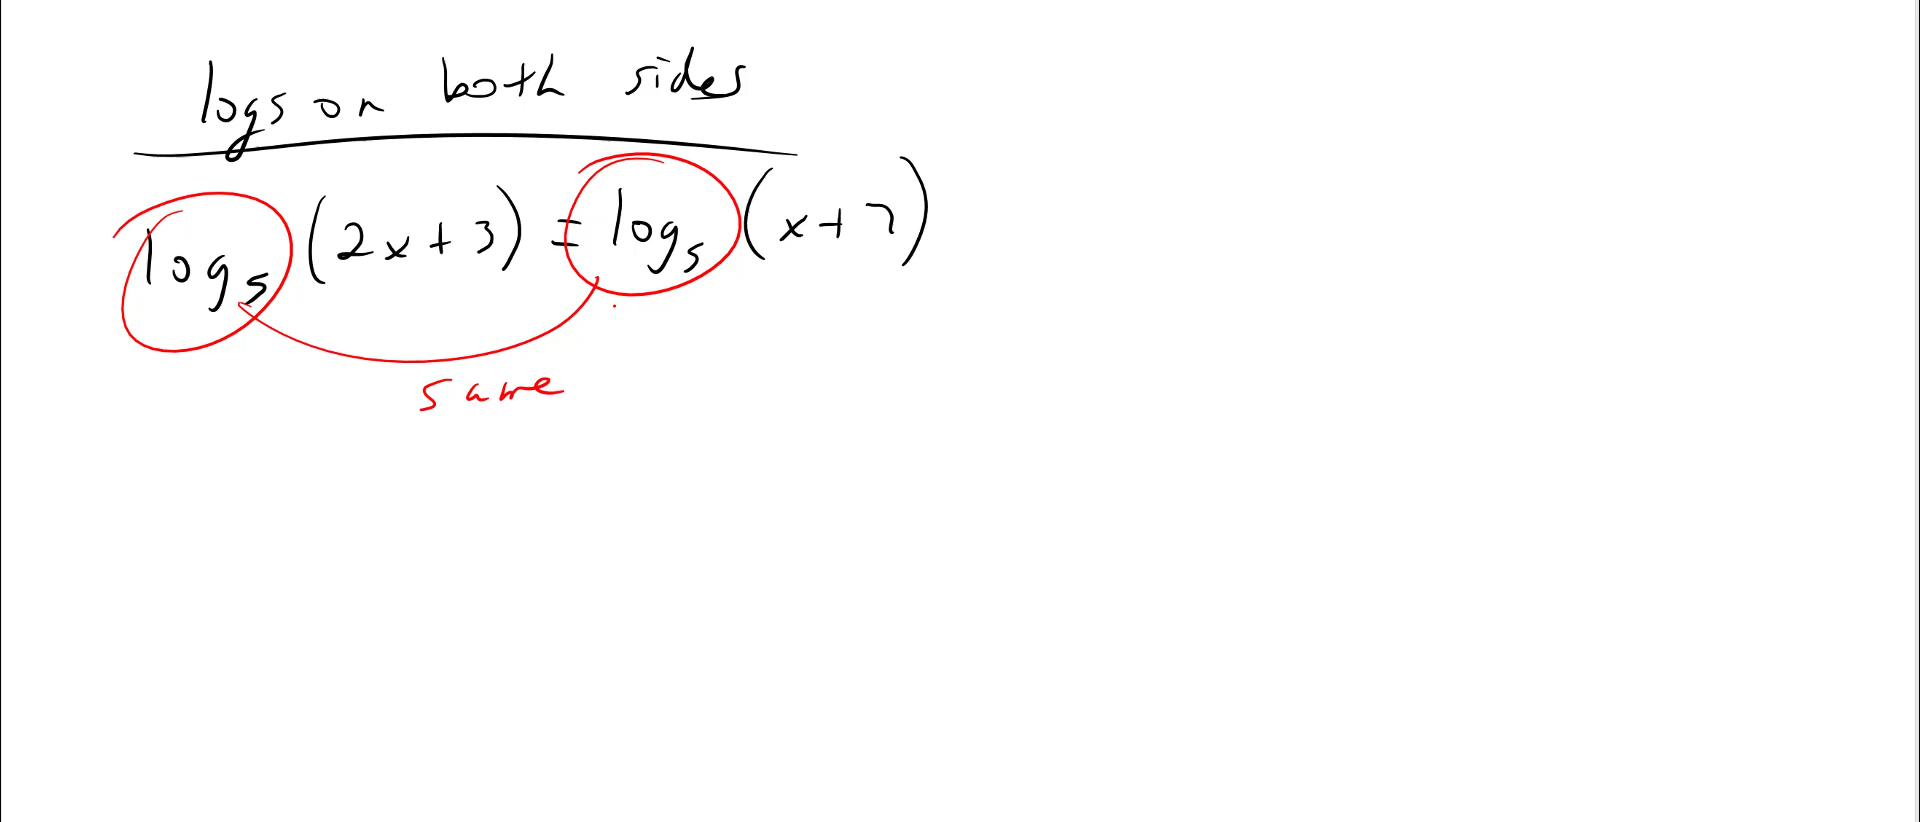 logs on both sides
log₅ (2x + 3) = log₅ (x + 7)
same